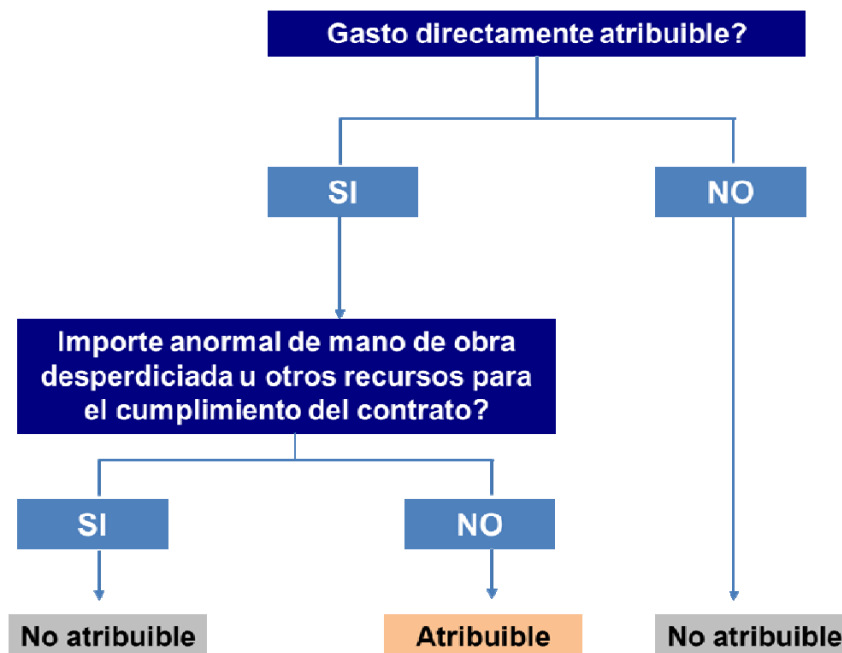 Gasto directamente atribuible?
SI
NO
Importe anormal de mano de obra
desperdiciada u otros recursos para
el cumplimiento del contrato?
SI
NO
No atribuible
Atribuible
No atribuible